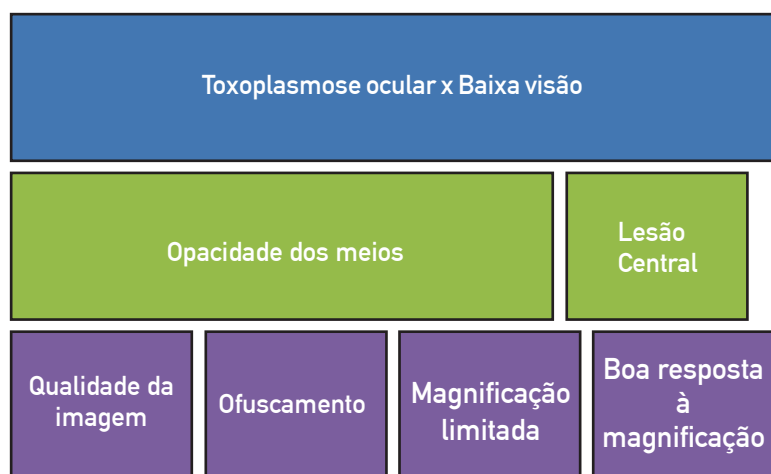 Toxoplasmose ocular x Baixa visão
Opacidade dos meios
Lesão
Central
Qualidade da
imagem
Ofuscamento
Magnificação
limitada
Boa resposta
à
magnificação